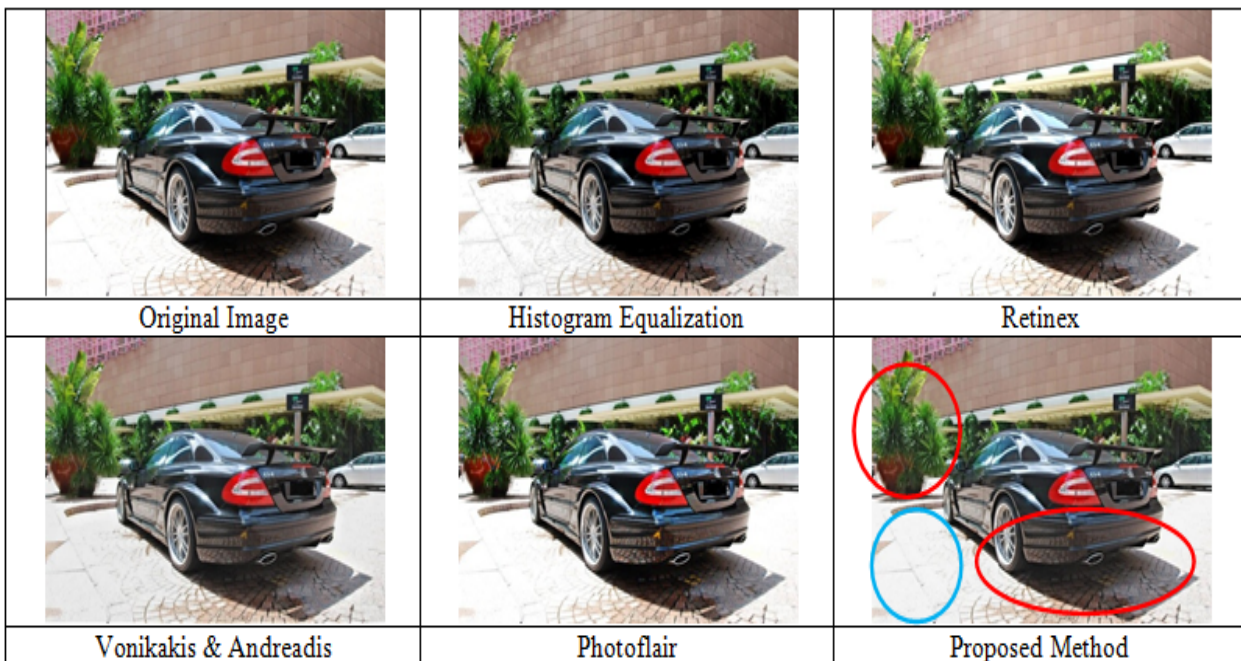 Original Image
Histogram Equalization
Retinex
Vonikakis & Andreadis
Photoflair
Proposed Method